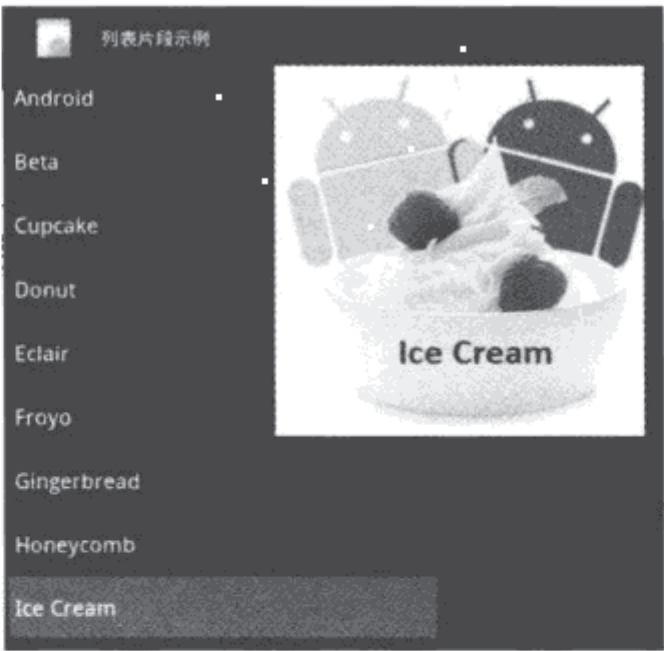 列表片段示例
Android
Beta
Cupcake
Donut
Eclair
Froyo
Gingerbread
Honeycomb
Ice Cream
Ice Cream